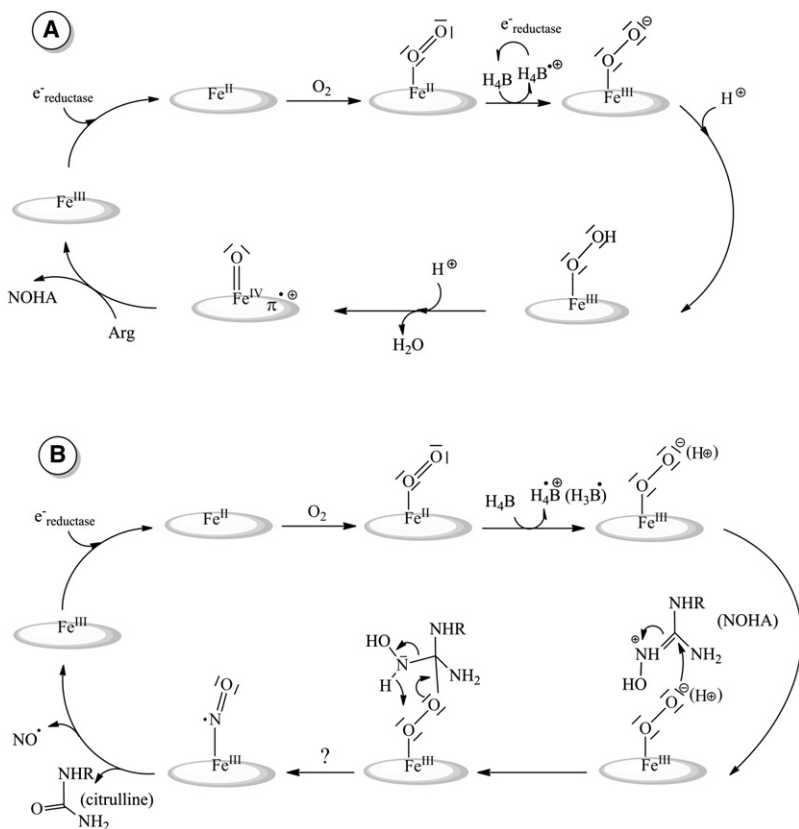 A
e⁻reductase
Fe^II
O₂
O O
Fe^II
e⁻reductase
H₄B H₄B•⊕
O O ⊖
Fe^III
H⊕
Fe^III
NOHA
Arg
O
Fe^IV π•⊕
H⊕
H₂O
O OH
Fe^III
B
e⁻reductase
Fe^II
O₂
O O
Fe^II
H₄B H₄B•⊕ (H₃B•)
O O ⊖ (H⊕)
Fe^III
Fe^III
NO•
NHR
O NH₂
(citrulline)
O
•N
Fe^III
?
NHR
HO
N
H
NH₂
O
O
Fe^III
NHR
(NOHA)
⊕
NH NH₂
HO
O ⊖ (H⊕)
O
Fe^III